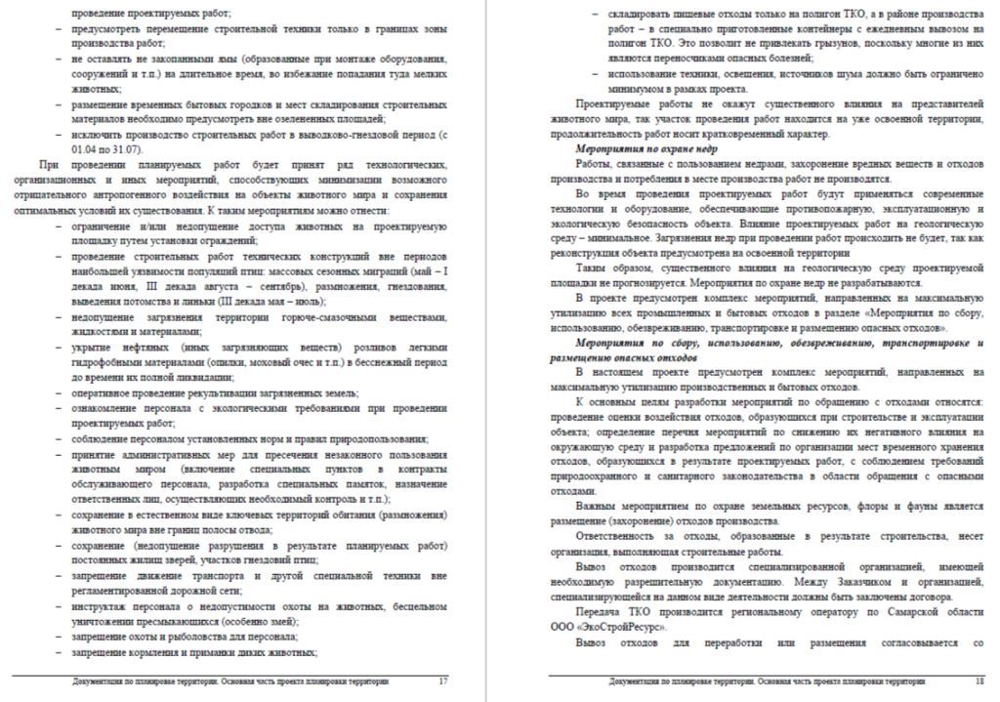 проведение проектируемых работ;
– предусмотреть перемещение строительной техники только в границах зоны
производства работ;
– не оставлять не закопанными ямы (образованные при монтаже оборудования,
сооружений и т.п.) на длительное время, во избежание попадания туда мелких
животных;
– размещение временных бытовых городков и мест складирования строительных
материалов необходимо предусмотреть вне озелененных площадей;
– исключить производство строительных работ в выводково-гнездовой период (с
01.04 по 31.07).
При проведении планируемых работ будет принят ряд технологических,
организационных и иных мероприятий, способствующих минимизации возможного
отрицательного антропогенного воздействия на объекты животного мира и сохранения
оптимальных условий их существования. К таким мероприятиям можно отнести:
– ограничение и/или недопущение доступа животных на проектируемую
площадку путем установки ограждений;
– проведение строительных работ технических конструкций вне периодов
наибольшей уязвимости популяций птиц: массовых сезонных миграций (май – I
декада июня, III декада августа – сентябрь), размножения, гнездования,
выведения потомства и линьки (III декада мая – июль);
– недопущение загрязнения территории горюче-смазочными веществами,
жидкостями и материалами;
– укрытие нефтяных (иных загрязняющих веществ) розливов легкими
гидрофобными материалами (опилки, моховый очес и т.п.) в бесснежный период
до времени их полной ликвидации;
– оперативное проведение рекультивации загрязненных земель;
– ознакомление персонала с экологическими требованиями при проведении
проектируемых работ;
– соблюдение персоналом установленных норм и правил природопользования;
– принятие административных мер для пресечения незаконного пользования
животным миром (включение специальных пунктов в контракты
обслуживающего персонала, разработка специальных памяток, назначение
ответственных лиц, осуществляющих необходимый контроль и т.п.);
– сохранение в естественном виде ключевых территорий обитания (размножения)
животного мира вне границ полосы отвода;
– сохранение (недопущение разрушения в результате планируемых работ)
постоянных жилищ зверей, участков гнездовий птиц;
– запрещение движение транспорта и другой специальной техники вне
регламентированной дорожной сети;
– инструктаж персонала о недопустимости охоты на животных, бесцельном
уничтожении пресмыкающихся (особенно змей);
– запрещение охоты и рыболовства для персонала;
– запрещение кормления и приманки диких животных;
Документация по планировке территории. Основная часть проекта планировки территории 17
– складировать пищевые отходы только на полигон ТКО, а в районе производства
работ – в специально приготовленные контейнеры с ежедневным вывозом на
полигон ТКО. Это позволит не привлекать грызунов, поскольку многие из них
являются переносчиками опасных болезней;
– использование техники, освещения, источников шума должно быть ограничено
минимумом в рамках проекта.
Проектируемые работы не окажут существенного влияния на представителей
животного мира, так участок проведения работ находится на уже освоенной территории,
продолжительность работ носит кратковременный характер.
Мероприятия по охране недр
Работы, связанные с пользованием недрами, захоронение вредных веществ и отходов
производства и потребления в месте производства работ не производятся.
Во время проведения проектируемых работ будут применяться современные
технологии и оборудование, обеспечивающие противопожарную, эксплуатационную и
экологическую безопасность объекта. Влияние проектируемых работ на геологическую
среду – минимальное. Загрязнения недр при проведении работ происходить не будет, так как
реконструкция объекта предусмотрена на освоенной территории
Таким образом, существенного влияния на геологическую среду проектируемой
площадки не прогнозируется. Мероприятия по охране недр не разрабатываются.
В проекте предусмотрен комплекс мероприятий, направленных на максимальную
утилизацию всех промышленных и бытовых отходов в разделе «Мероприятия по сбору,
использованию, обезвреживанию, транспортировке и размещению опасных отходов».
Мероприятия по сбору, использованию, обезвреживанию, транспортировке и
размещению опасных отходов
В настоящем проекте предусмотрен комплекс мероприятий, направленных на
максимальную утилизацию производственных и бытовых отходов.
К основным целям разработки мероприятий по обращению с отходами относятся:
проведение оценки воздействия отходов, образующихся при строительстве и эксплуатации
объекта; определение перечня мероприятий по снижению их негативного влияния на
окружающую среду и разработка предложений по организации мест временного хранения
отходов, образующихся в результате проектируемых работ, с соблюдением требований
природоохранного и санитарного законодательства в области обращения с опасными
отходами.
Важным мероприятием по охране земельных ресурсов, флоры и фауны является
размещение (захоронение) отходов производства.
Ответственность за отходы, образованные в результате строительства, несет
организация, выполняющая строительные работы.
Вывоз отходов производится специализированной организацией, имеющей
необходимую разрешительную документацию. Между Заказчиком и организацией,
специализирующейся на данном виде деятельности должны быть заключены договора.
Передача ТКО производится региональному оператору по Самарской области
ООО «ЭкоСтройРесурс».
Вывоз отходов для переработки или размещения согласовывается со
Документация по планировке территории. Основная часть проекта планировки территории 18